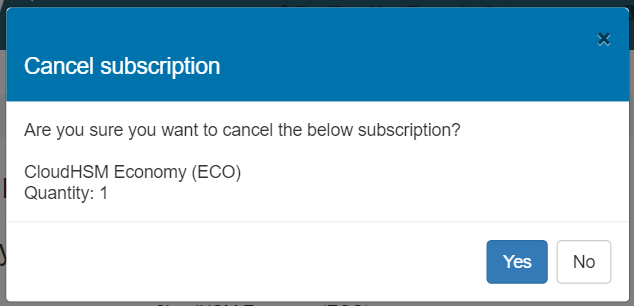 ×
Cancel subscription
Are you sure you want to cancel the below subscription?
CloudHSM Economy (ECO)
Quantity: 1
Yes
No